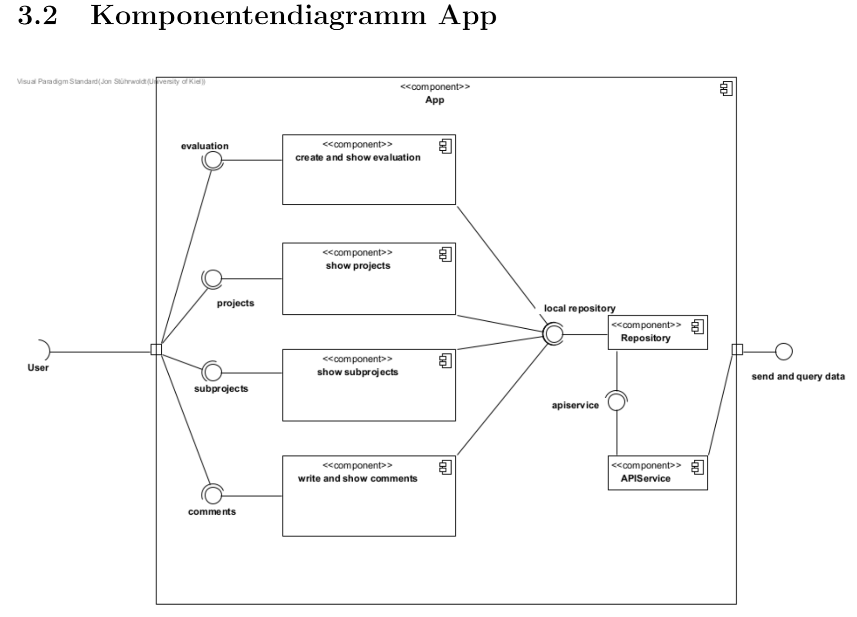 3.2 Komponentendiagramm App
Visual Paradigm Standard(Jon Stührwoldt(University of Kiel))
<<component>>
App
evaluation
<<component>>
create and show evaluation
<<component>>
show projects
projects
local repository
<<component>>
Repository
<<component>>
show subprojects
User
subprojects
send and query data
apiservice
<<component>>
write and show comments
<<component>>
APIService
comments